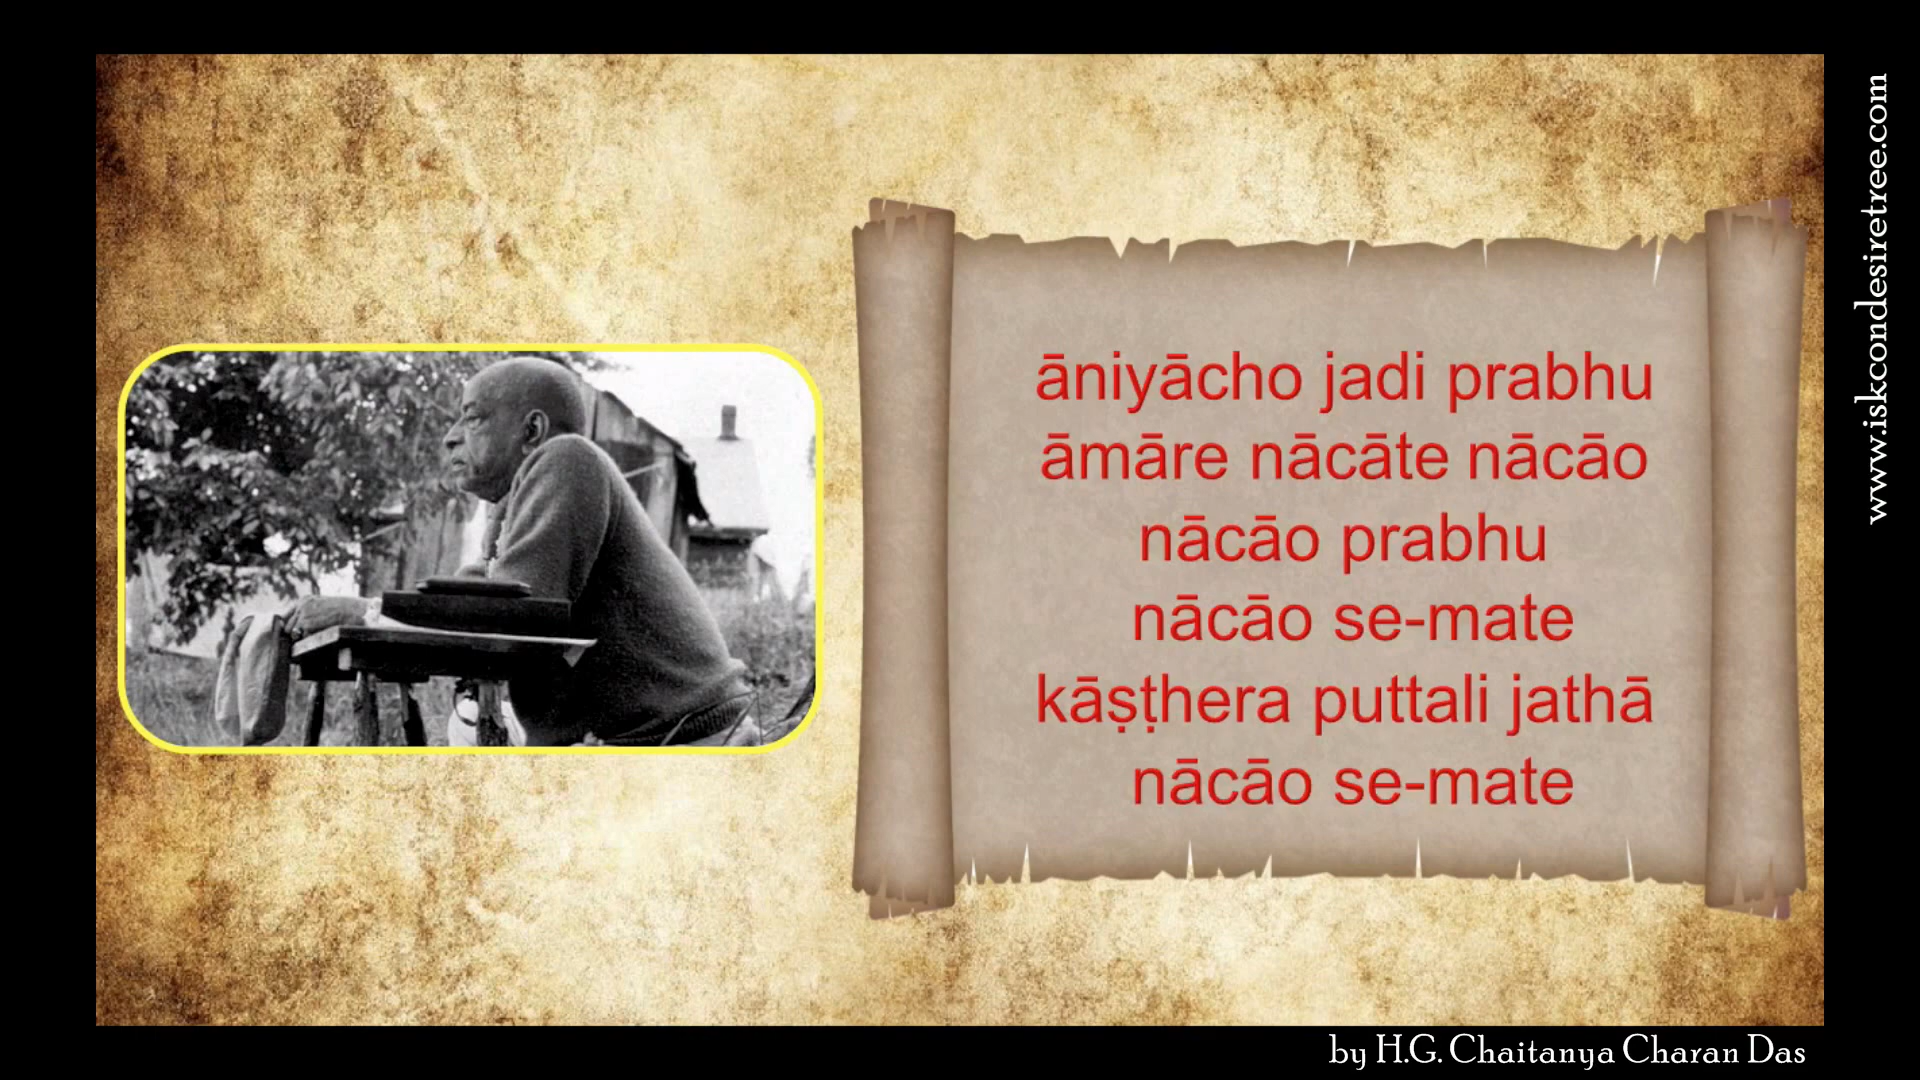 āniyācho jadi prabhu
āmāre nācāte nācāo
nācāo prabhu
nācāo se-mate
kāṣṭhera puttali jathā
nācāo se-mate
www.iskcondesiretree.com
by H.G. Chaitanya Charan Das